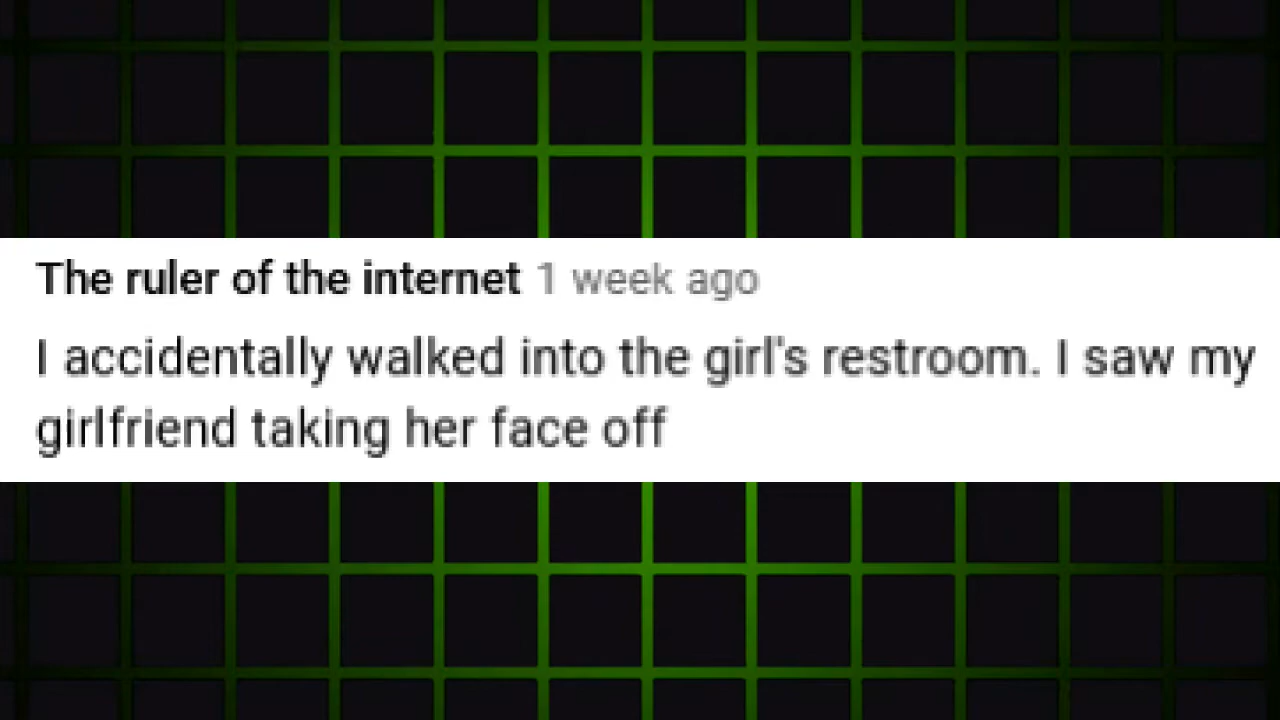 The ruler of the internet 1 week ago
I accidentally walked into the girl's restroom. I saw my
girlfriend taking her face off